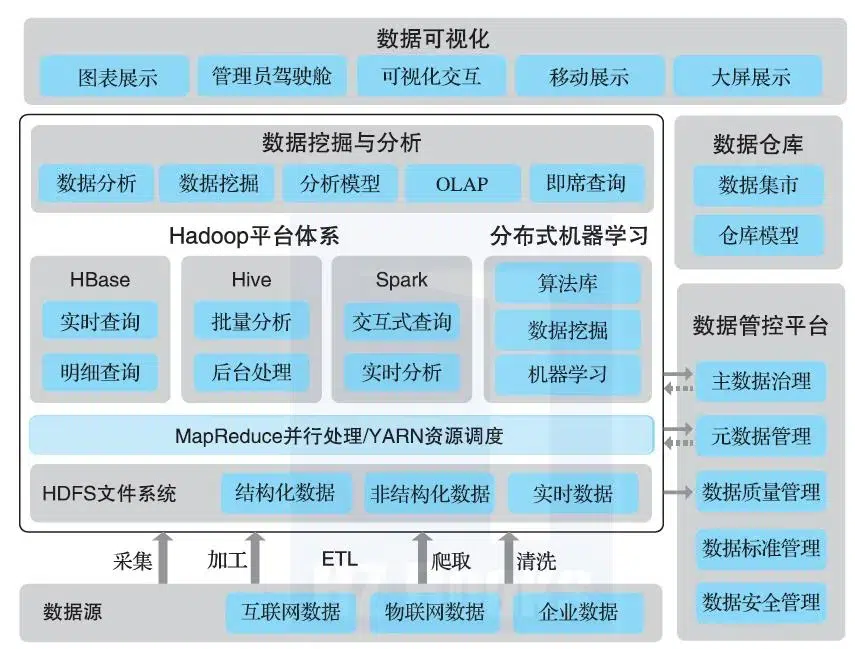 数据可视化
图表展示
管理员驾驶舱
可视化交互
移动展示
大屏展示
数据挖掘与分析
数据分析
数据挖掘
分析模型
OLAP
即席查询
Hadoop平台体系
分布式机器学习
HBase
实时查询
明细查询
Hive
批量分析
后台处理
Spark
交互式查询
实时分析
算法库
数据挖掘
机器学习
MapReduce并行处理/YARN资源调度
HDFS文件系统
结构化数据
非结构化数据
实时数据
数据仓库
数据集市
仓库模型
数据管控平台
主数据治理
元数据管理
数据质量管理
数据标准管理
数据安全管理
采集
加工
ETL
爬取
清洗
数据源
互联网数据
物联网数据
企业数据